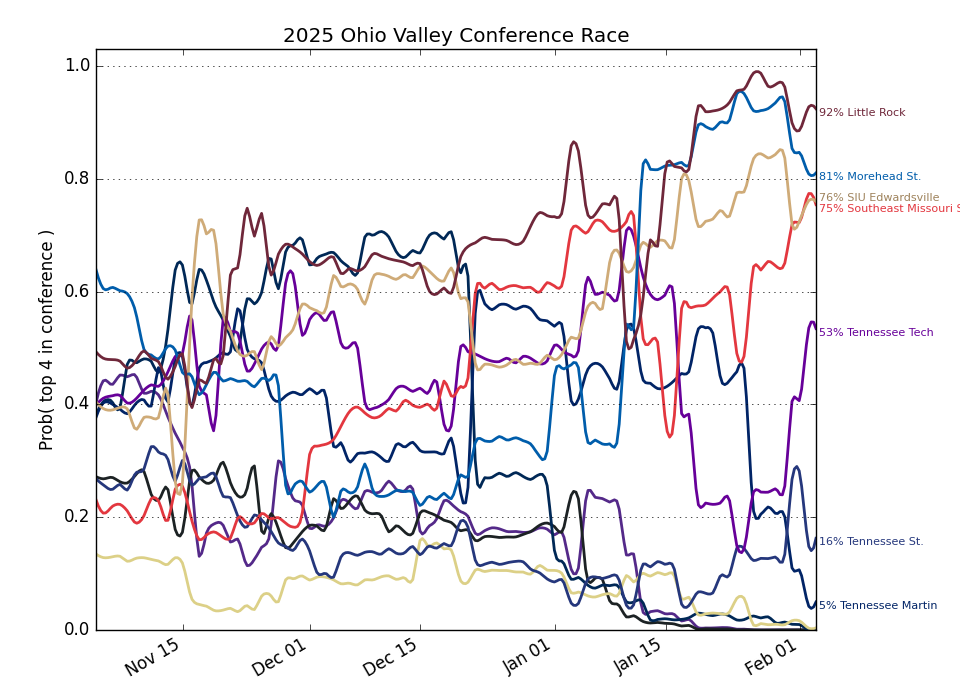 2025 Ohio Valley Conference Race
Prob( top 4 in conference )
1.0
0.8
0.6
0.4
0.2
0.0
Nov 15
Dec 01
Dec 15
Jan 01
Jan 15
Feb 01
92% Little Rock
81% Morehead St.
76% SIU Edwardsville
75% Southeast Missouri S
53% Tennessee Tech
16% Tennessee St.
5% Tennessee Martin